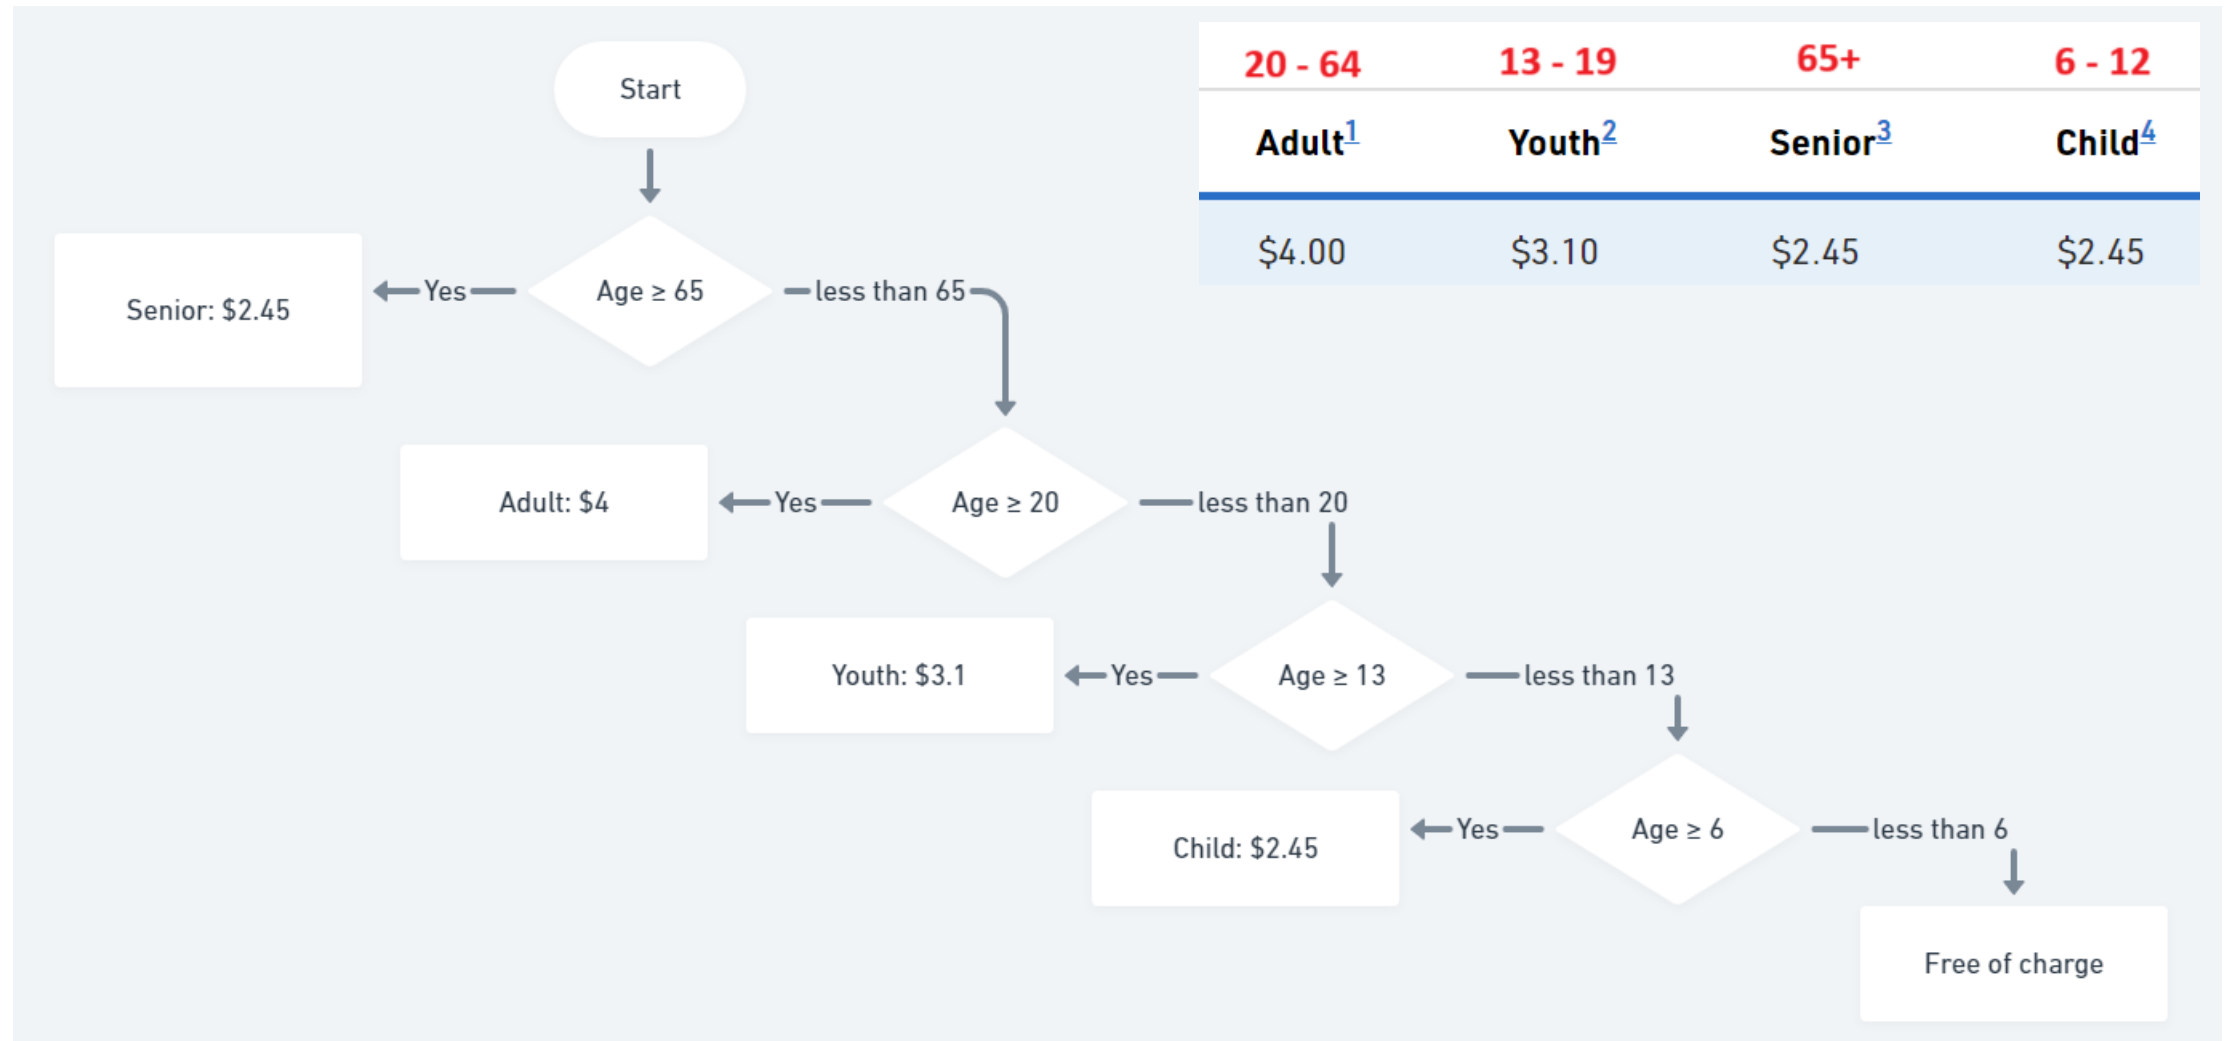 Start
20 - 64 13 - 19 65+ 6 - 12
Adult1 Youth2 Senior3 Child4
$4.00 $3.10 $2.45 $2.45
Senior: $2.45
Yes
Age ≥ 65
less than 65
Adult: $4
Yes
Age ≥ 20
less than 20
Youth: $3.1
Yes
Age ≥ 13
less than 13
Child: $2.45
Yes
Age ≥ 6
less than 6
Free of charge